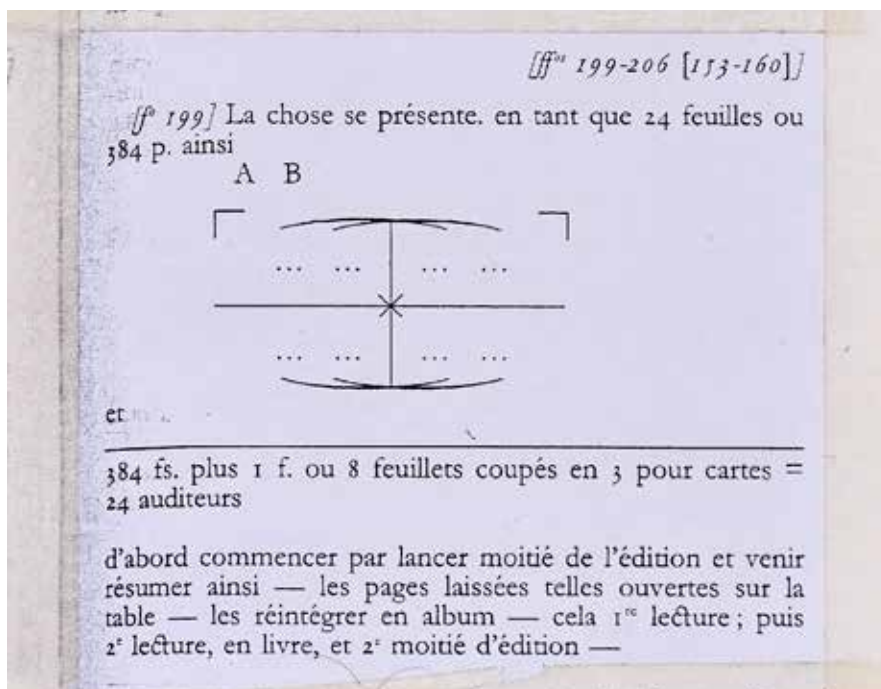 [ffos 199-206 [153-160]]
[fo 199] La chose se présente. en tant que 24 feuilles ou
384 p. ainsi
A B
... ... ... ...
... ... ... ...
et
384 fs. plus 1 f. ou 8 feuillets coupés en 3 pour cartes =
24 auditeurs
d'abord commencer par lancer moitié de l'édition et venir
résumer ainsi — les pages laissées telles ouvertes sur la
table — les réintégrer en album — cela 1re lecture ; puis
2e lecture, en livre, et 2e moitié d'édition —